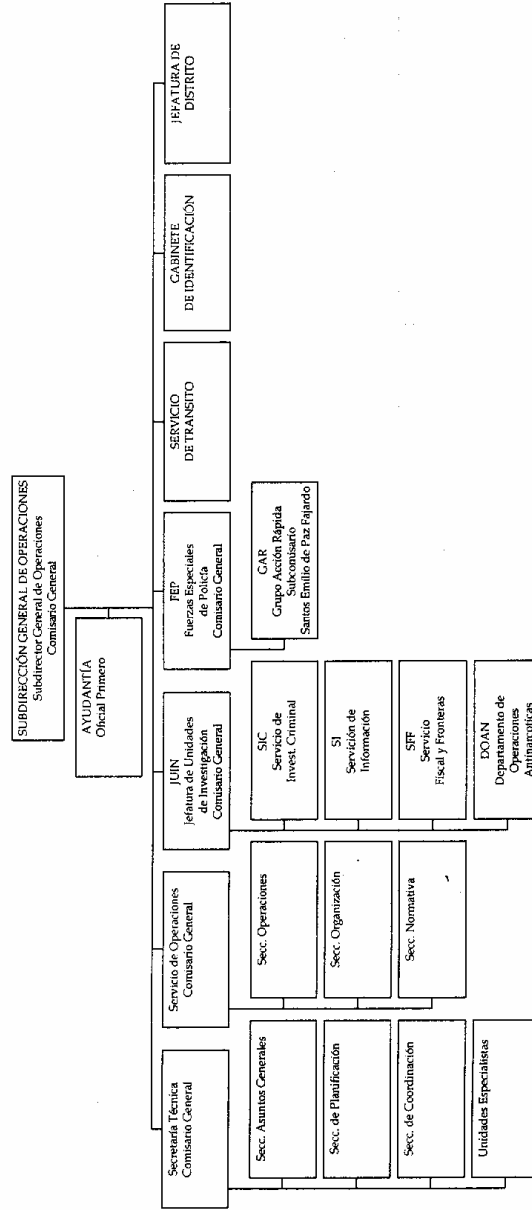 SUBDIRECCIÓN GENERAL DE OPERACIONES
Subdirector General de Operaciones
Comisario General
AYUDANTÍA
Oficial Primero
Secretaría Técnica
Comisario General
Servicio de Operaciones
Comisario General
JUIN
Jefatura de Unidades
de Investigación
Comisario General
FEP
Fuerzas Especiales
de Policía
Comisario General
SERVICIO
DE TRANSITO
GABINETE
DE IDENTIFICACIÓN
JEFATURA DE
DISTRITO
Secc. Asuntos Generales
Secc. de Planificación
Secc. de Coordinación
Unidades Especialistas
Secc. Operaciones
Secc. Organización
Secc. Normativa
SIC
Servicio de
Invest. Criminal
SI
Servición de
Información
SFF
Servicio
Fiscal y Fronteras
DOAN
Departamento de
Operaciones
Antinarcoticas
GAR
Grupo Acción Rápida
Subcomisario
Santos Emilio de Paz Fajardo